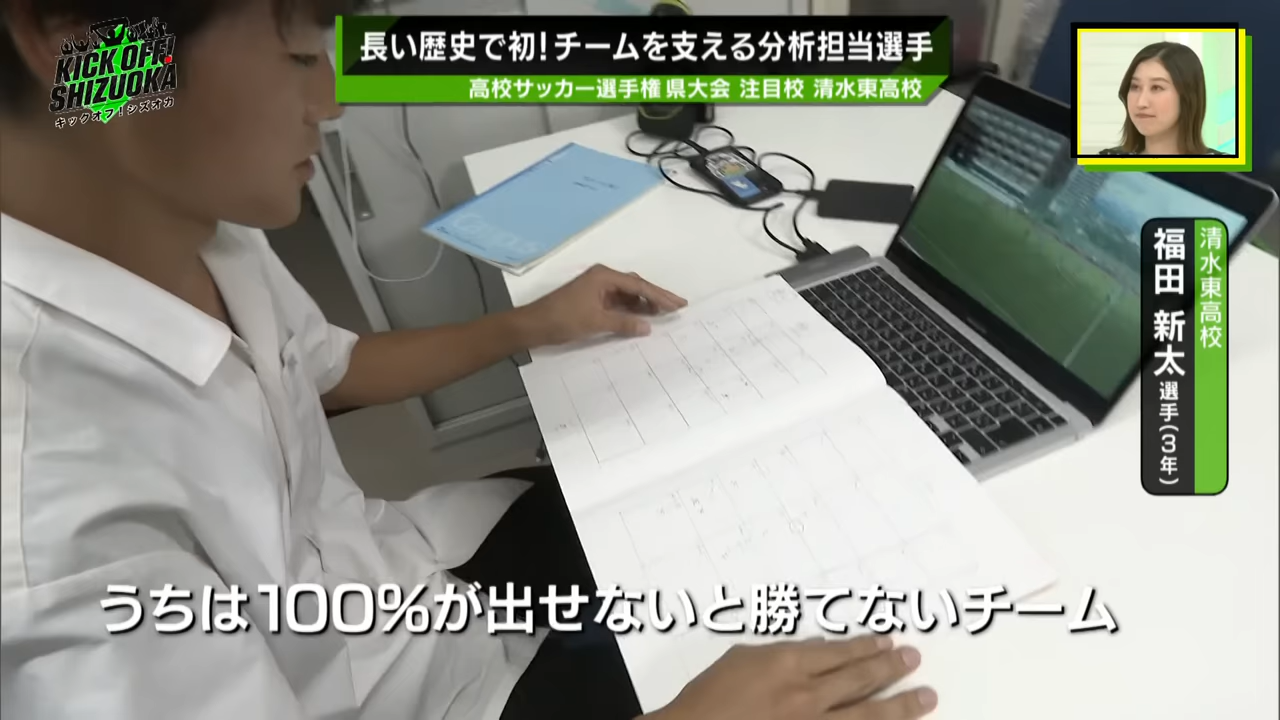 KICK OFF!
SHIZUOKA
キックオフ!シズオカ
長い歴史で初!チームを支える分析担当選手
高校サッカー選手権 県大会 注目校 清水東高校
清水東高校
福田 新太 選手(3年)
うちは100%が出せないと勝てないチーム